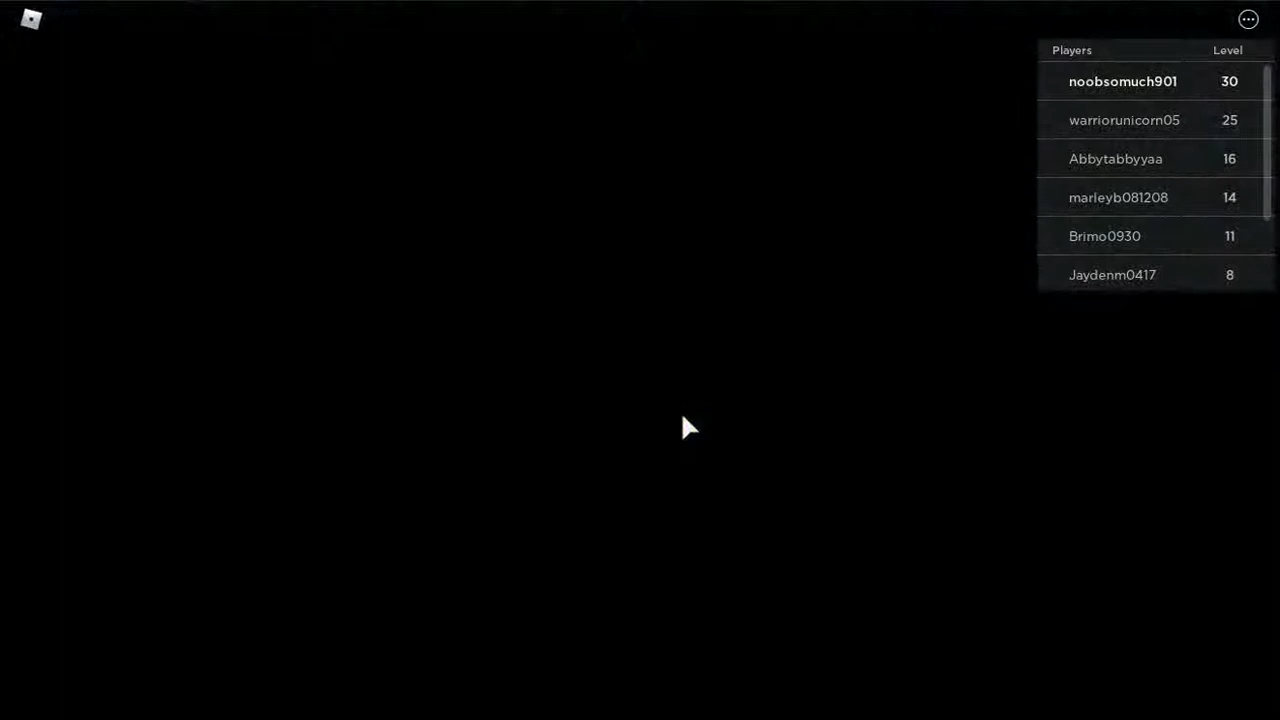 Players Level
noobsomuch901 30
warriorunicorn05 25
Abbytabbyyaa 16
marleyb081208 14
Brimo0930 11
Jaydenm0417 8